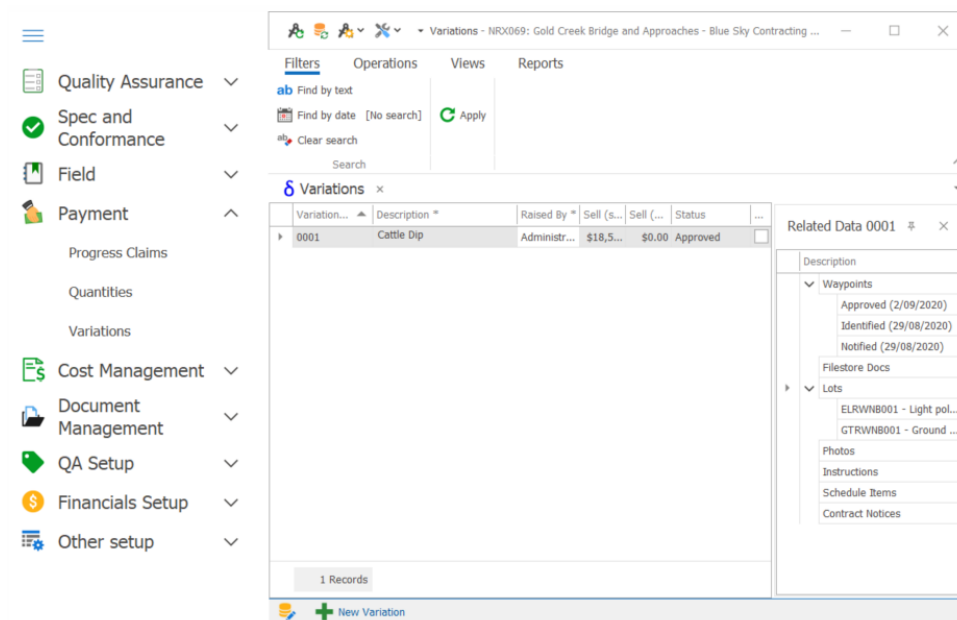 Quality Assurance
Spec and
Conformance
Field
Payment
Progress Claims
Quantities
Variations
Cost Management
Document
Management
QA Setup
Financials Setup
Other setup
Variations - NRX069: Gold Creek Bridge and Approaches - Blue Sky Contracting ...
Filters Operations Views Reports
ab Find by text
Find by date [No search] Apply
ab Clear search
Search
δ Variations ×
Variation... Description * Raised By * Sell (s... Sell (... Status ...
0001 Cattle Dip Administr... $18,5... $0.00 Approved
1 Records
New Variation
Related Data 0001
Description
Waypoints
Approved (2/09/2020)
Identified (29/08/2020)
Notified (29/08/2020)
Filestore Docs
Lots
ELRWNB001 - Light pol...
GTRWNB001 - Ground ...
Photos
Instructions
Schedule Items
Contract Notices